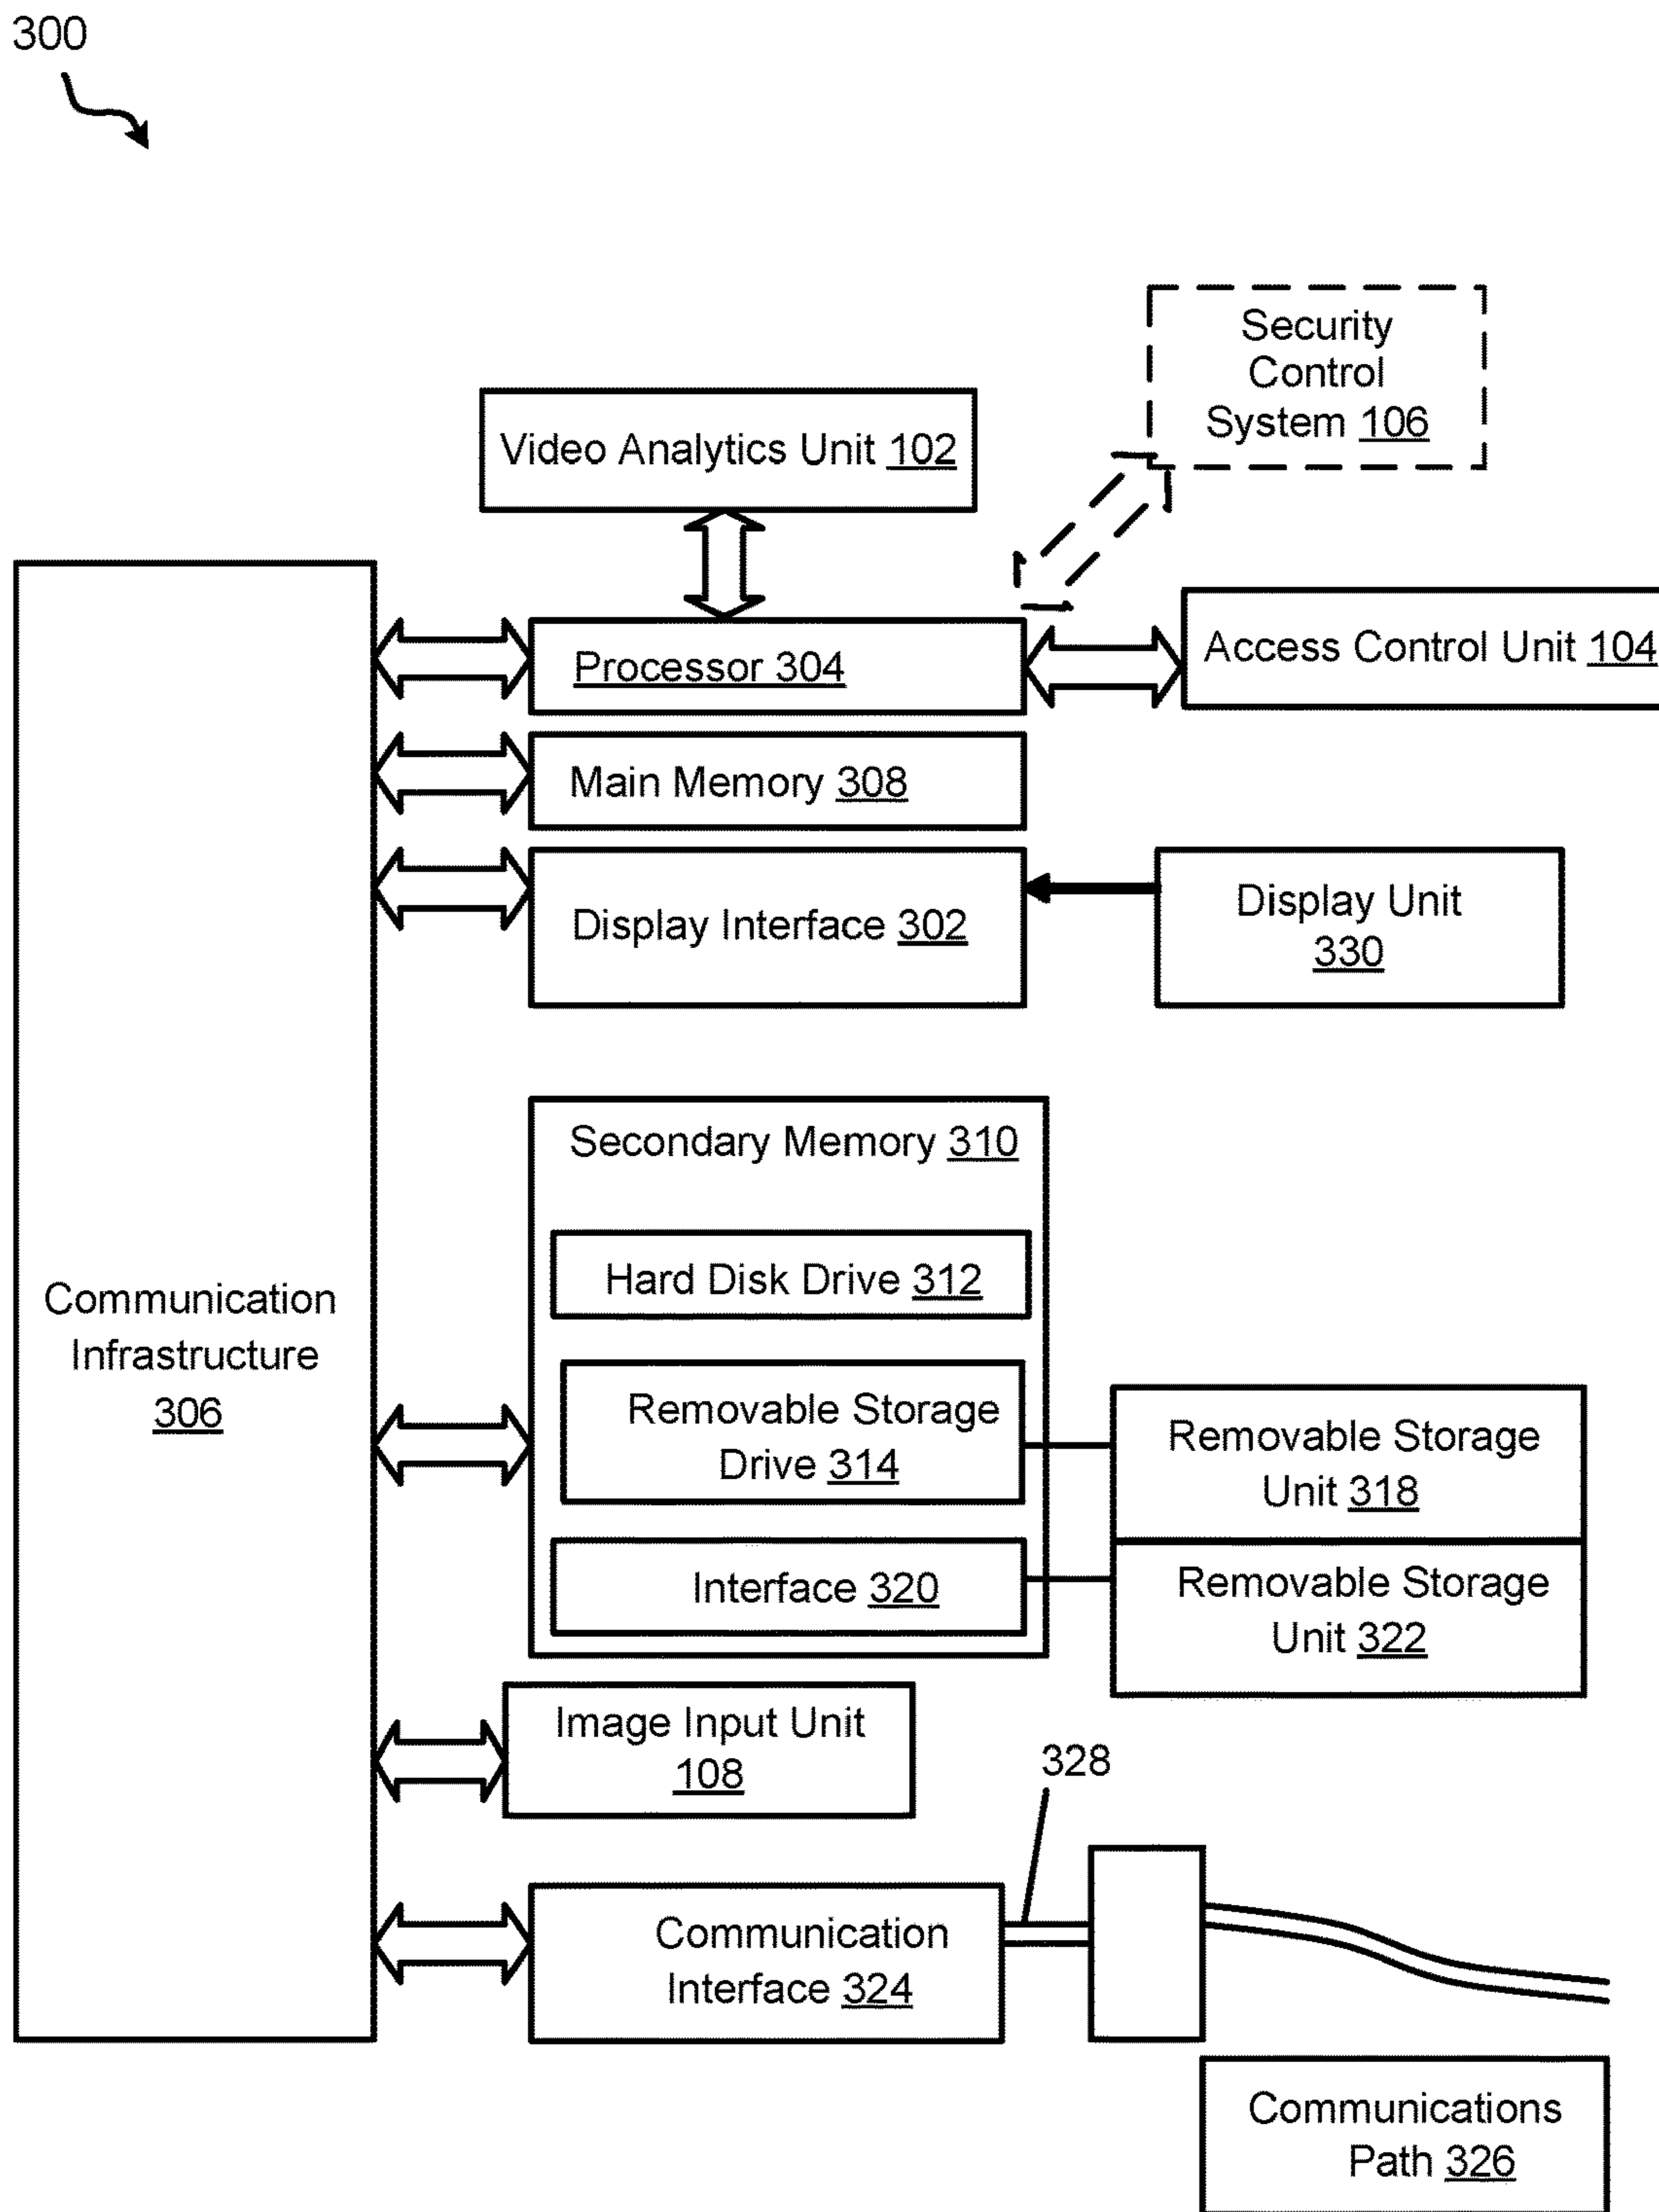 300
Security
Control
System 106
Video Analytics Unit 102
Processor 304
Access Control Unit 104
Main Memory 308
Display Interface 302
Display Unit
330
Secondary Memory 310
Hard Disk Drive 312
Communication
Infrastructure
306
Removable Storage
Drive 314
Removable Storage
Unit 318
Interface 320
Removable Storage
Unit 322
Image Input Unit
108
328
Communication
Interface 324
Communications
Path 326